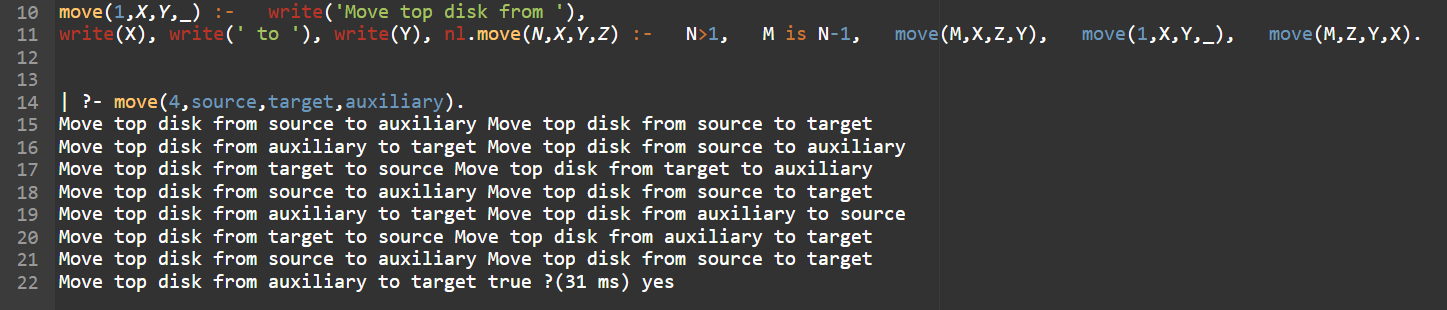 10 move(1,X,Y,_) :-   write('Move top disk from '),
11 write(X), write(' to '), write(Y), nl.move(N,X,Y,Z) :-   N>1,   M is N-1,   move(M,X,Z,Y),   move(1,X,Y,_),   move(M,Z,Y,X).
12
13
14 | ?- move(4,source,target,auxiliary).
15 Move top disk from source to auxiliary Move top disk from source to target
16 Move top disk from auxiliary to target Move top disk from source to auxiliary
17 Move top disk from target to source Move top disk from target to auxiliary
18 Move top disk from source to auxiliary Move top disk from source to target
19 Move top disk from auxiliary to target Move top disk from auxiliary to source
20 Move top disk from target to source Move top disk from auxiliary to target
21 Move top disk from source to auxiliary Move top disk from source to target
22 Move top disk from auxiliary to target true ?(31 ms) yes